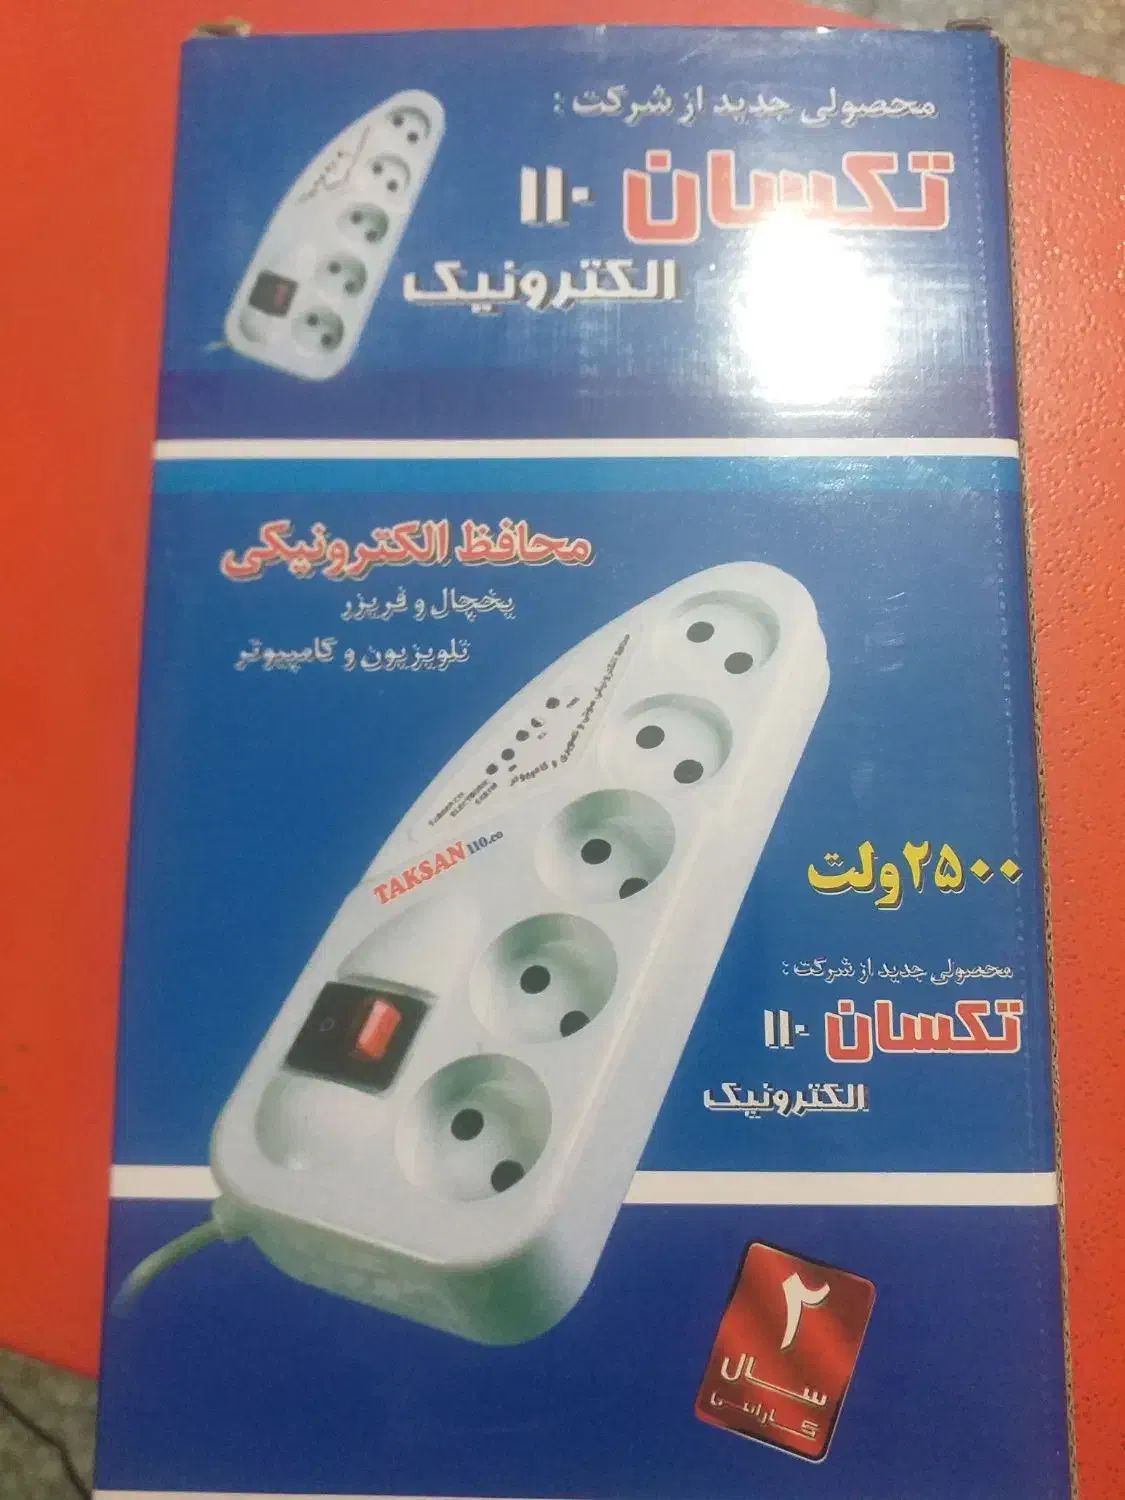 محصولی جدید از شرکت :
تکسان ۱۱۰
الکترونیک
محافظ الکترونیکی
یخچال و فریزر
تلویزیون و کامپیوتر
TAKSAN 110.co
۲۵۰۰ولت
محصولی جدید از شرکت :
تکسان ۱۱۰
الکترونیک
۲
سال
گارانتی